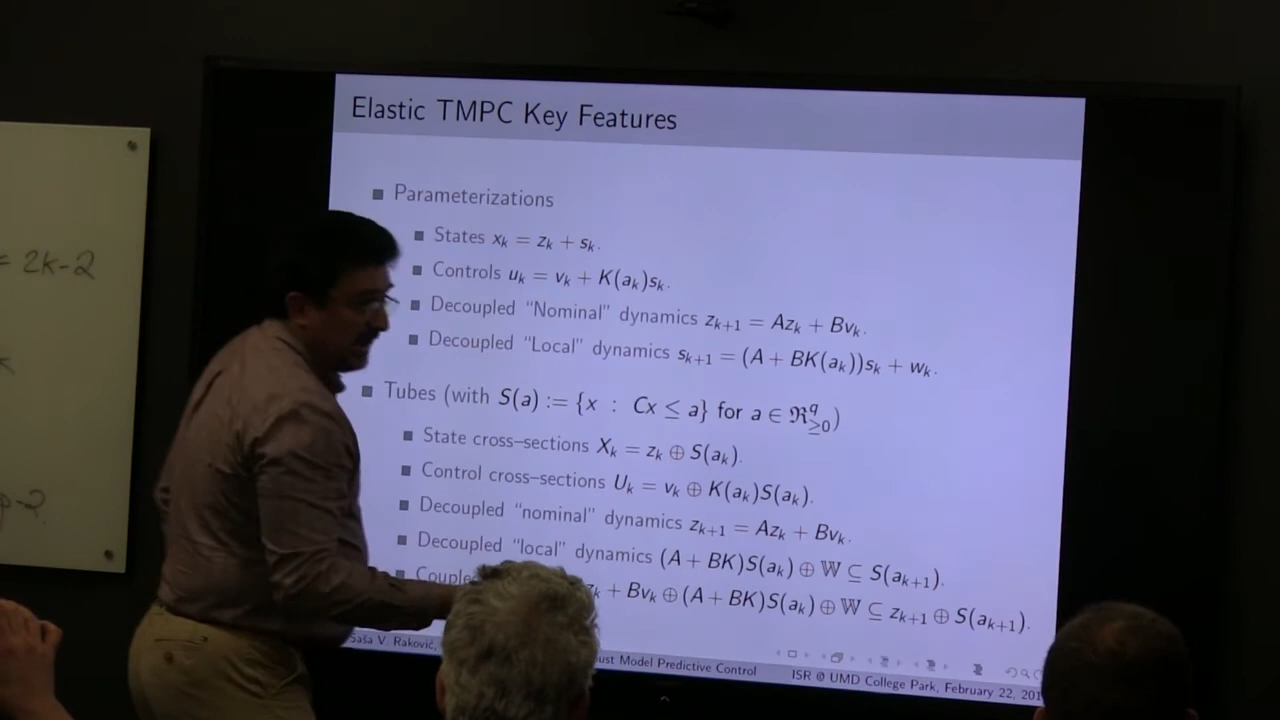 Elastic TMPC Key Features
Parameterizations
States xₖ = zₖ + sₖ.
Controls uₖ = vₖ + K(aₖ)sₖ.
Decoupled “Nominal” dynamics zₖ₊₁ = Azₖ + Bvₖ.
Decoupled “Local” dynamics sₖ₊₁ = (A + BK(aₖ))sₖ + wₖ.
Tubes (with S(a) := {x : Cx ≤ a} for a ∈ ℜ^q_≥0)
State cross–sections Xₖ = zₖ ⊕ S(aₖ).
Control cross–sections Uₖ = vₖ ⊕ K(aₖ)S(aₖ).
Decoupled “nominal” dynamics zₖ₊₁ = Azₖ + Bvₖ.
Decoupled “local” dynamics (A + BK)S(aₖ) ⊕ 𝕎 ⊆ S(aₖ₊₁).
zₖ + Bvₖ ⊕ (A + BK)S(aₖ) ⊕ 𝕎 ⊆ zₖ₊₁ ⊕ S(aₖ₊₁).
Saša V. Raković, Model Predictive Control ISR @ UMD College Park, February 22,
= 2k-2